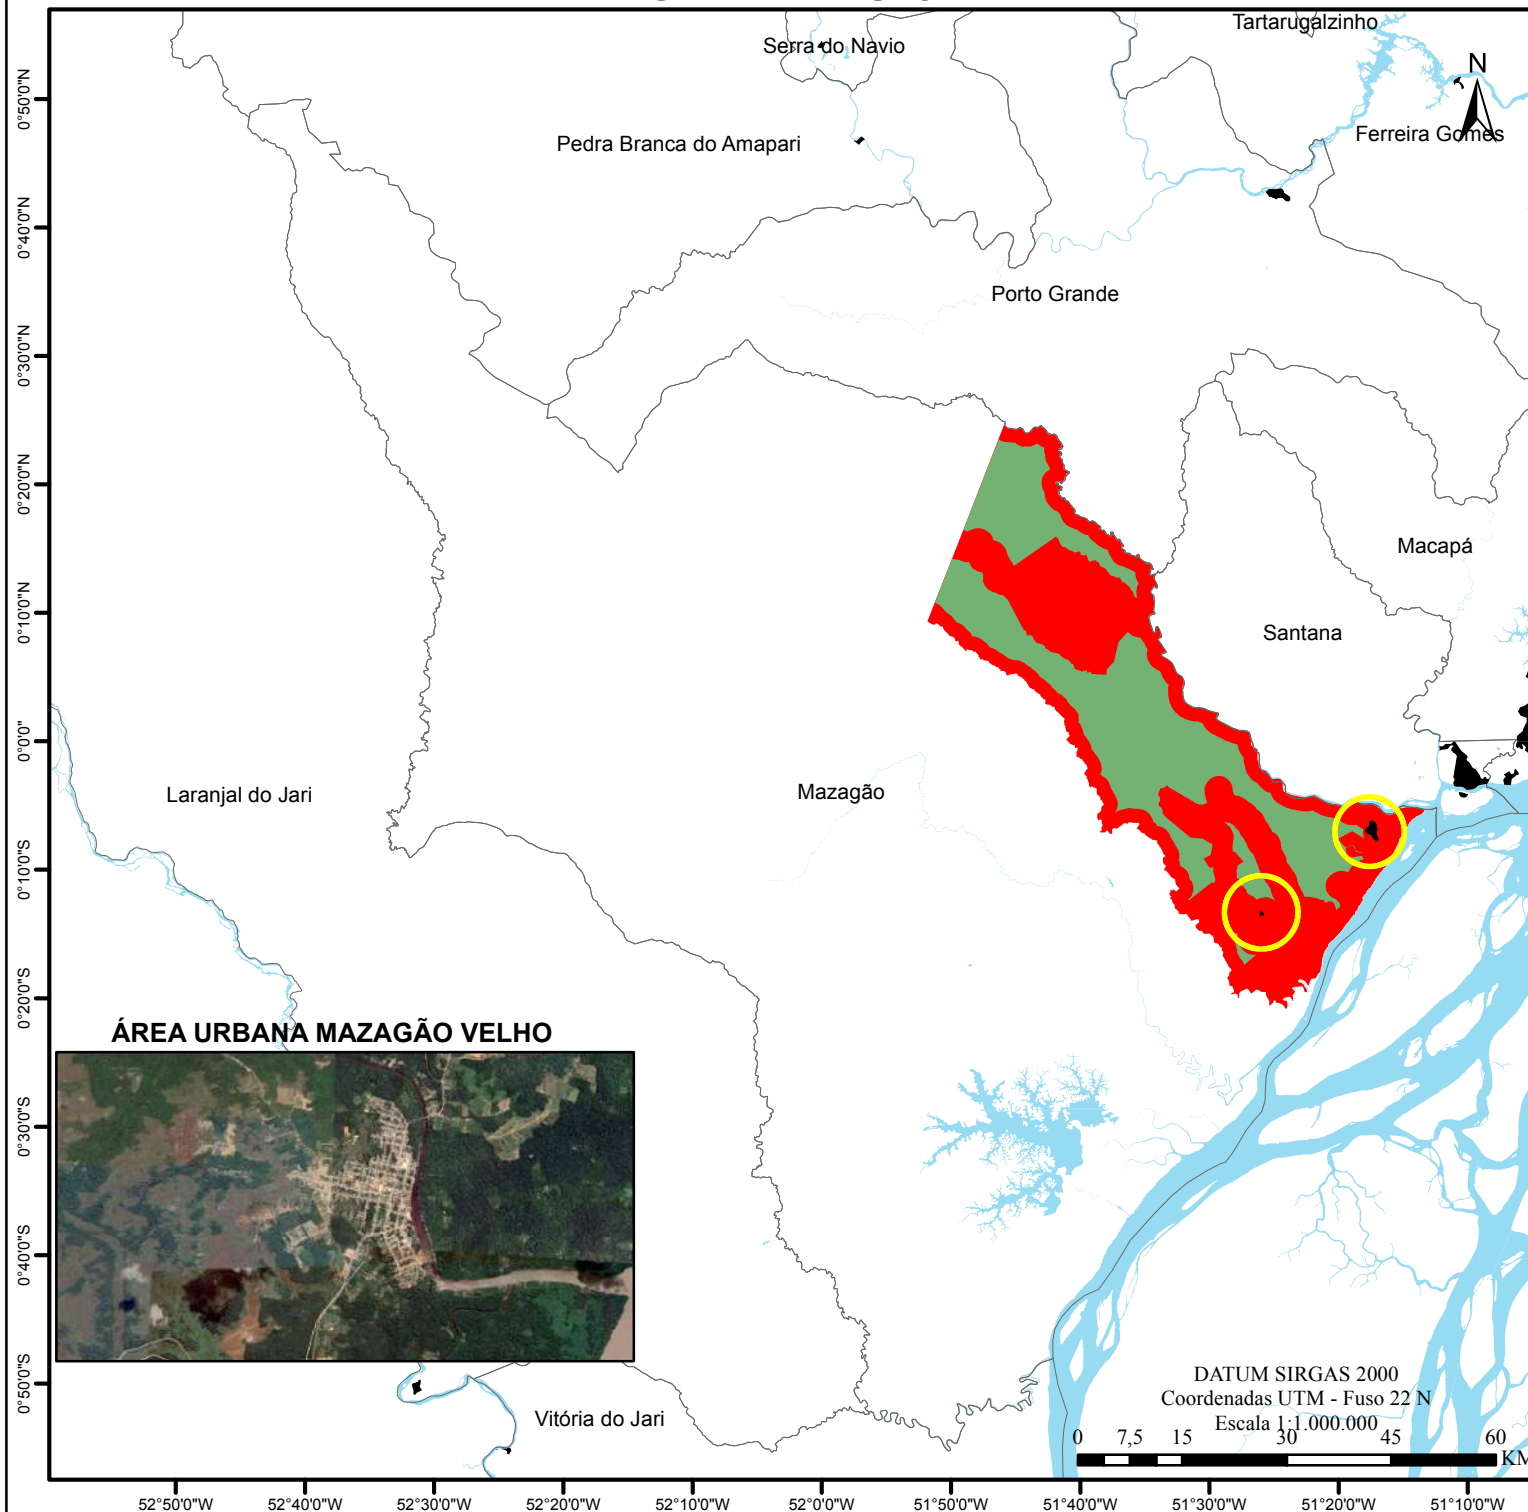 Tartarugalzinho
Serra do Navio
N
Ferreira Gomes
Pedra Branca do Amapari
Porto Grande
Macapá
Santana
Mazagão
Laranjal do Jari
ÁREA URBANA MAZAGÃO VELHO
Vitória do Jari
DATUM SIRGAS 2000
Coordenadas UTM - Fuso 22 N
Escala 1:1.000.000
0 7,5 15 30 45 60
KM
0°50'0"N
0°40'0"N
0°30'0"N
0°20'0"N
0°10'0"N
0°0'0"
0°10'0"S
0°20'0"S
0°30'0"S
0°40'0"S
0°50'0"S
52°50'0"W 52°40'0"W 52°30'0"W 52°20'0"W 52°10'0"W 52°0'0"W 51°50'0"W 51°40'0"W 51°30'0"W 51°20'0"W 51°10'0"W